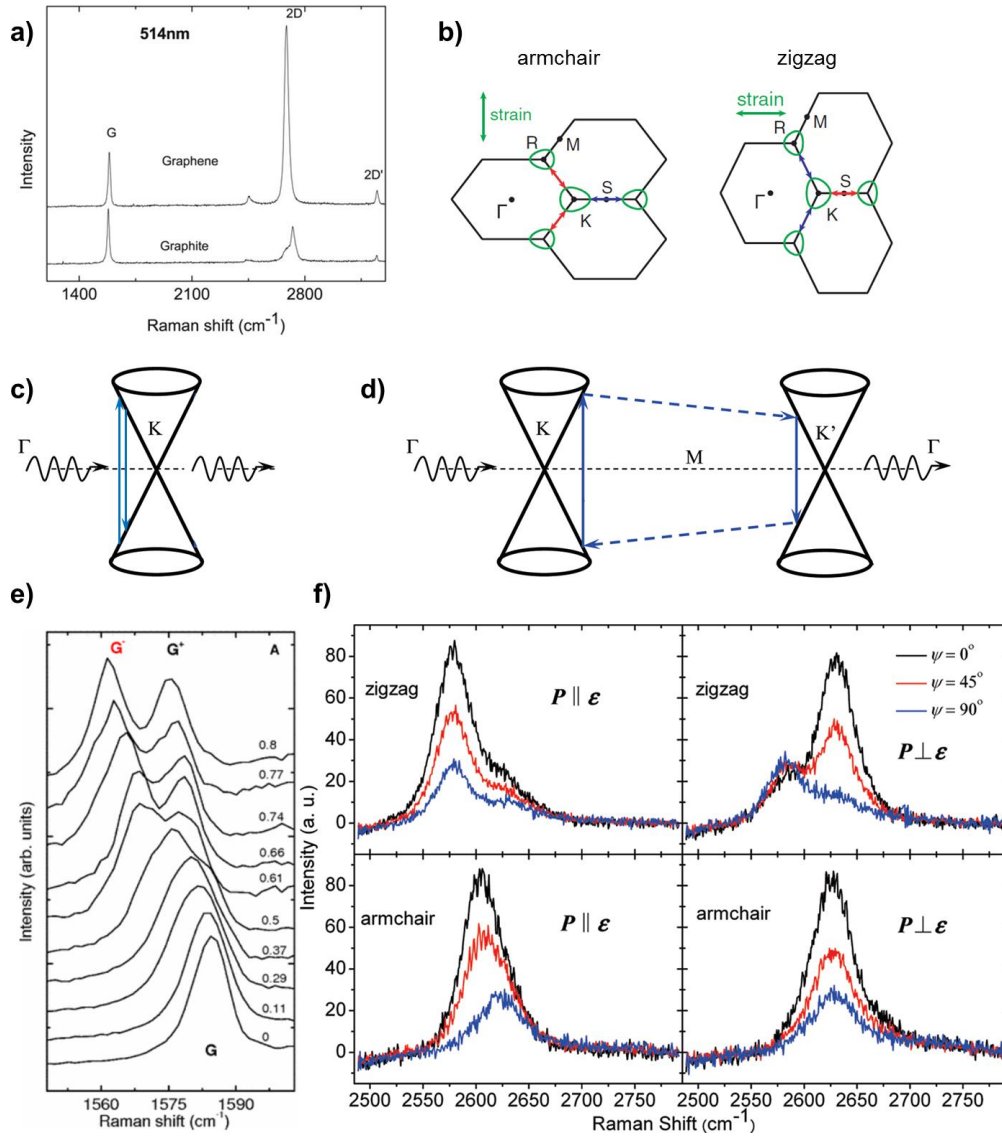 a)
514nm
2D'
G
Graphene
2D'
Graphite
Intensity
1400 2100 2800
Raman shift (cm-1)
b)
armchair
zigzag
strain
R
M
Γ
S
K
strain
R
M
Γ
S
K
c)
Γ
K
d)
Γ
K
M
K'
Γ
e)
G- G+ A
0.8
0.77
0.74
0.66
0.61
0.5
0.37
0.29
0.11
0
G
Intensity (arb. units)
1560 1575 1590
Raman shift (cm-1)
f)
zigzag
P || ε
zigzag
ψ = 0°
ψ = 45°
ψ = 90°
P⊥ε
80
60
40
20
0
armchair
P || ε
armchair
P⊥ε
80
60
40
20
0
Intensity (a. u.)
2500 2550 2600 2650 2700 2750 2500 2550 2600 2650 2700 2750
Raman Shift (cm-1)